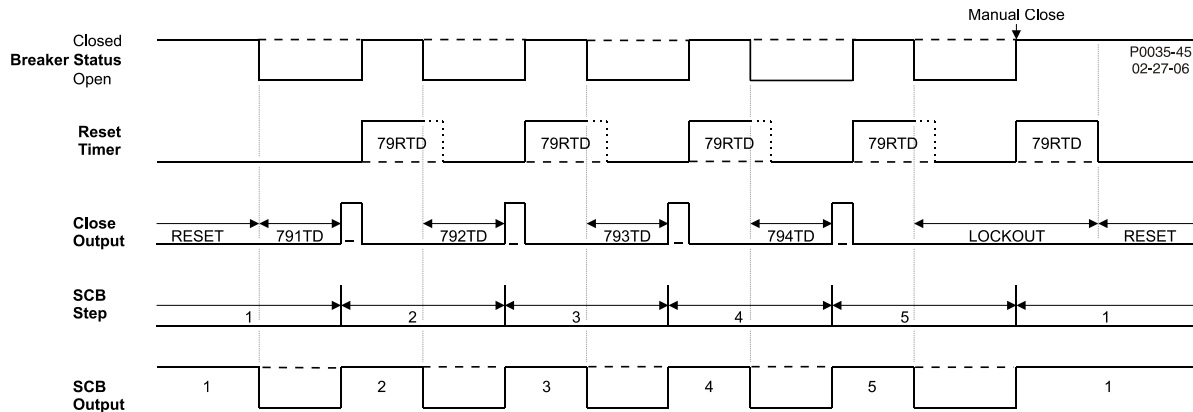 Manual Close
Closed
Breaker Status
Open
P0035-45
02-27-06
Reset
Timer
79RTD 79RTD 79RTD 79RTD 79RTD
Close
Output
RESET 791TD 792TD 793TD 794TD LOCKOUT RESET
SCB
Step
1 2 3 4 5 1
SCB
Output
1 2 3 4 5 1